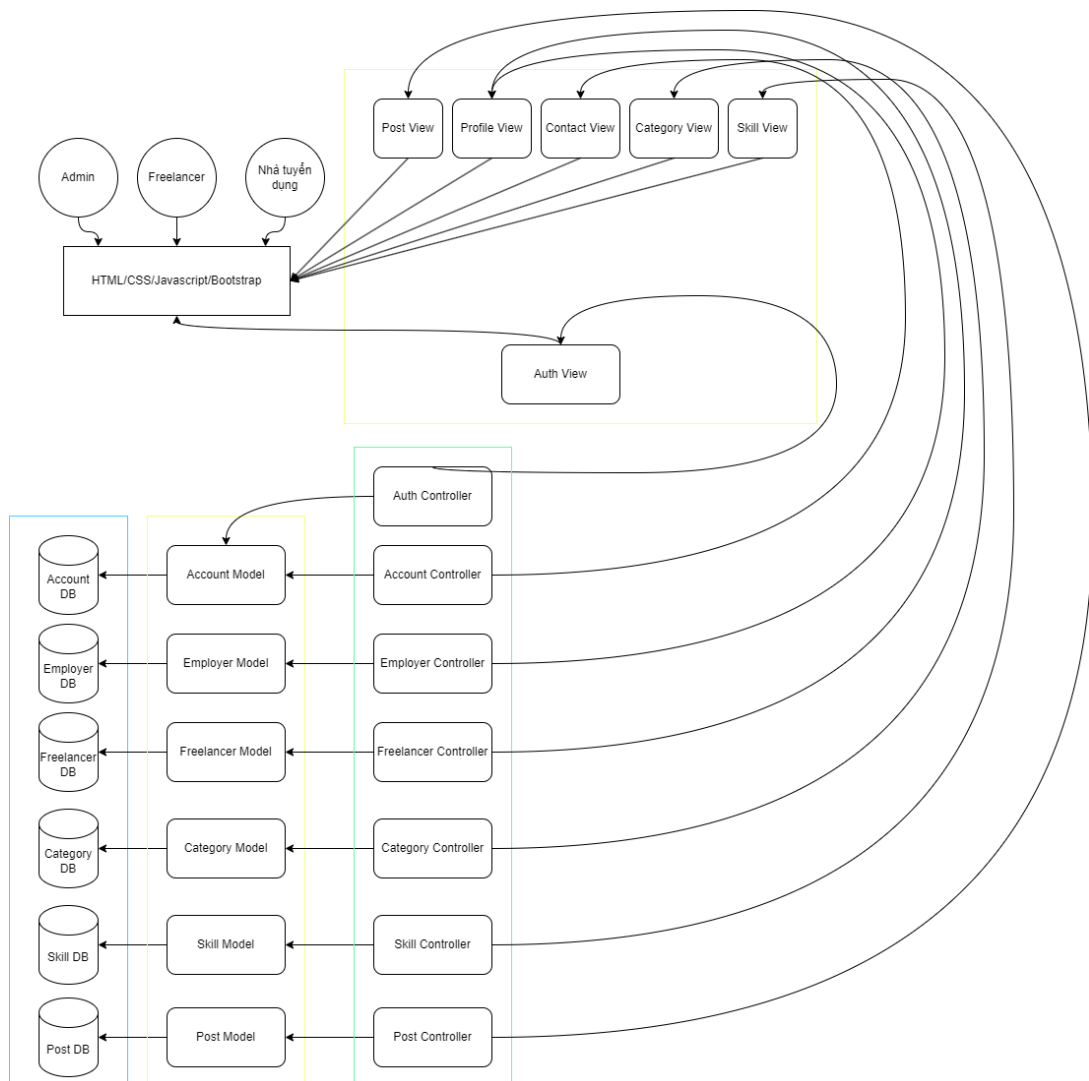 Post View
Profile View
Contact View
Category View
Skill View
Admin
Freelancer
Nhà tuyển
dụng
HTML/CSS/Javascript/Bootstrap
Auth View
Auth Controller
Account
DB
Account Model
Account Controller
Employer
DB
Employer Model
Employer Controller
Freelancer
DB
Freelancer Model
Freelancer Controller
Category
DB
Category Model
Category Controller
Skill DB
Skill Model
Skill Controller
Post DB
Post Model
Post Controller